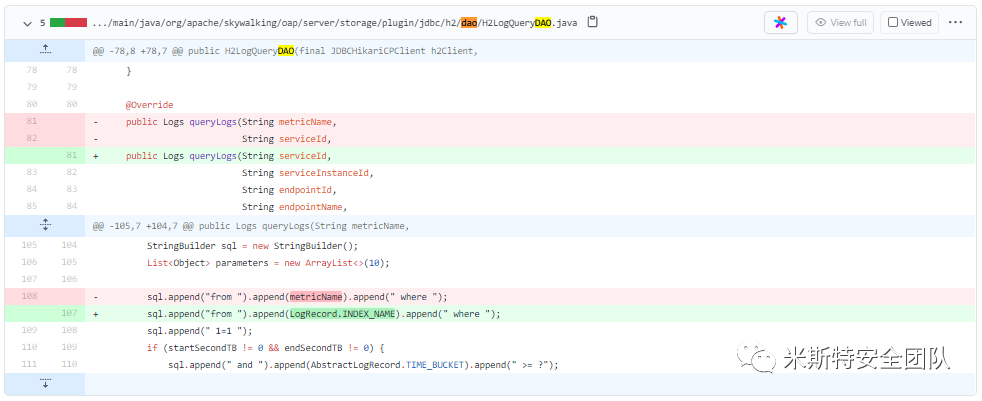 5 .../main/java/org/apache/skywalking/oap/server/storage/plugin/jdbc/h2/dao/H2LogQueryDAO.java View full Viewed ...
@@ -78,8 +78,7 @@ public H2LogQueryDAO(final JDBCHikariCPClient h2Client,
78 78 }
79 79
80 80 @Override
81 - public Logs queryLogs(String metricName,
82 - String serviceId,
81 + public Logs queryLogs(String serviceId,
83 82 String serviceInstanceId,
84 83 String endpointId,
85 84 String endpointName,
@@ -105,7 +104,7 @@ public Logs queryLogs(String metricName,
105 104 StringBuilder sql = new StringBuilder();
106 105 List<Object> parameters = new ArrayList<>(10);
107 106
108 - sql.append("from ").append(metricName).append(" where ");
107 + sql.append("from ").append(LogRecord.INDEX_NAME).append(" where ");
109 108 sql.append(" 1=1 ");
110 109 if (startSecondTB != 0 && endSecondTB != 0) {
111 110 sql.append(" and ").append(AbstractLogRecord.TIME_BUCKET).append(" >= ?");
米斯特安全团队